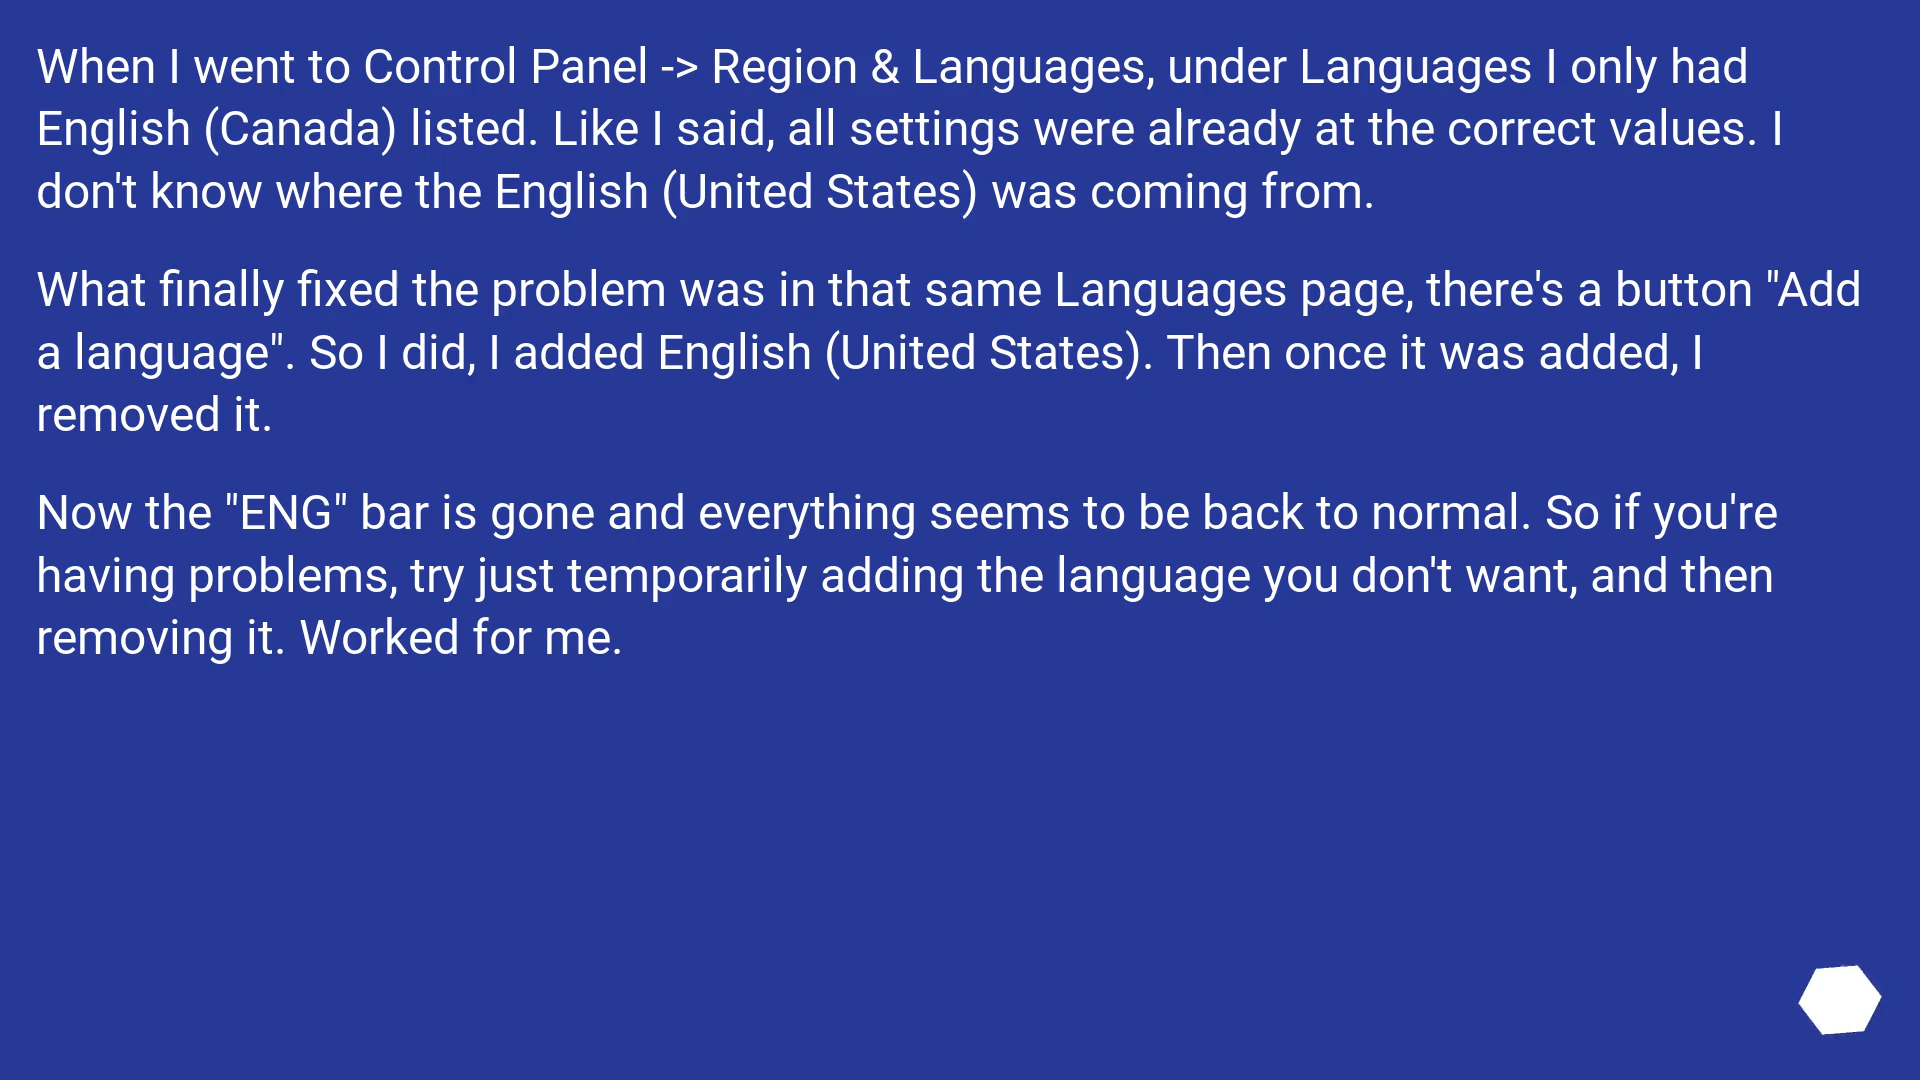 When I went to Control Panel -> Region & Languages, under Languages I only had
English (Canada) listed. Like I said, all settings were already at the correct values. I
don't know where the English (United States) was coming from.
What finally fixed the problem was in that same Languages page, there's a button "Add
a language". So I did, I added English (United States). Then once it was added, I
removed it.
Now the "ENG" bar is gone and everything seems to be back to normal. So if you're
having problems, try just temporarily adding the language you don't want, and then
removing it. Worked for me.